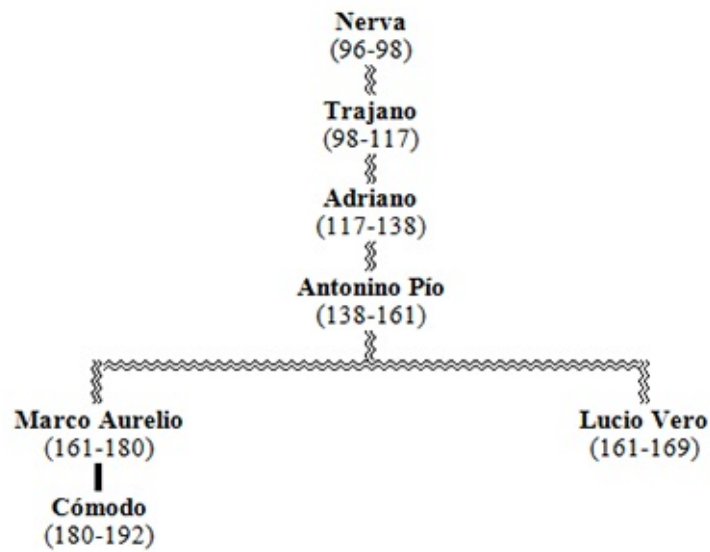 Nerva
(96-98)
Trajano
(98-117)
Adriano
(117-138)
Antonino Pío
(138-161)
Marco Aurelio
(161-180)
Lucio Vero
(161-169)
Cómodo
(180-192)